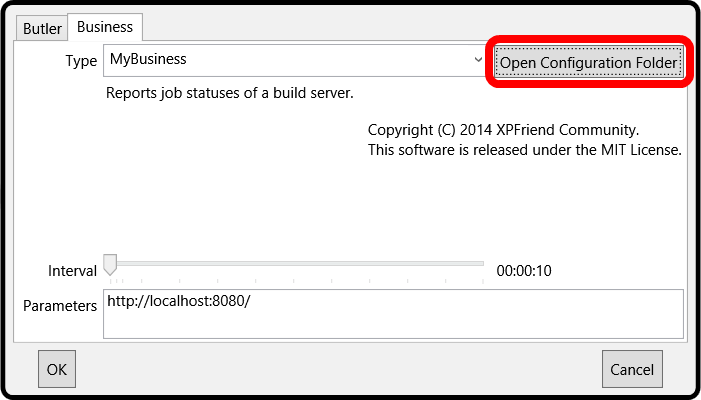 Butler Business
Type MyBusiness Open Configuration Folder
Reports job statuses of a build server.
Copyright (C) 2014 XPFriend Community.
This software is released under the MIT License.
Interval 00:00:10
Parameters http://localhost:8080/
OK Cancel